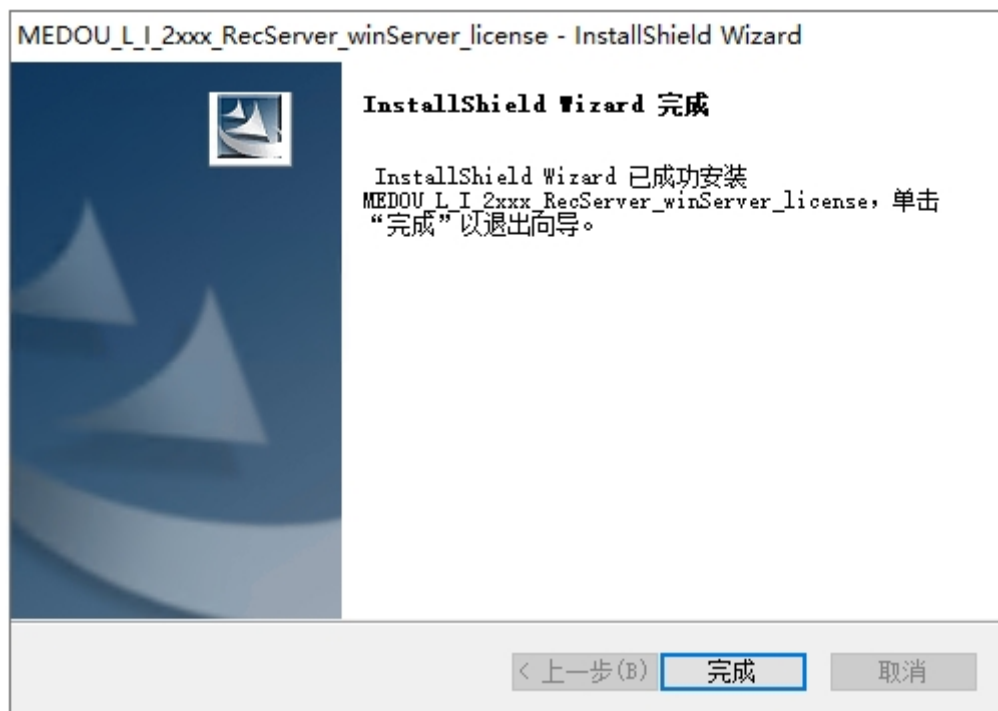 MEDOU_L_I_2xxx_RecServer_winServer_license - InstallShield Wizard
InstallShield Wizard 完成
InstallShield Wizard 已成功安装
MEDOU_L_I_2xxx_RecServer_winServer_license，单击
“完成”以退出向导。
< 上一步(B)
完成
取消